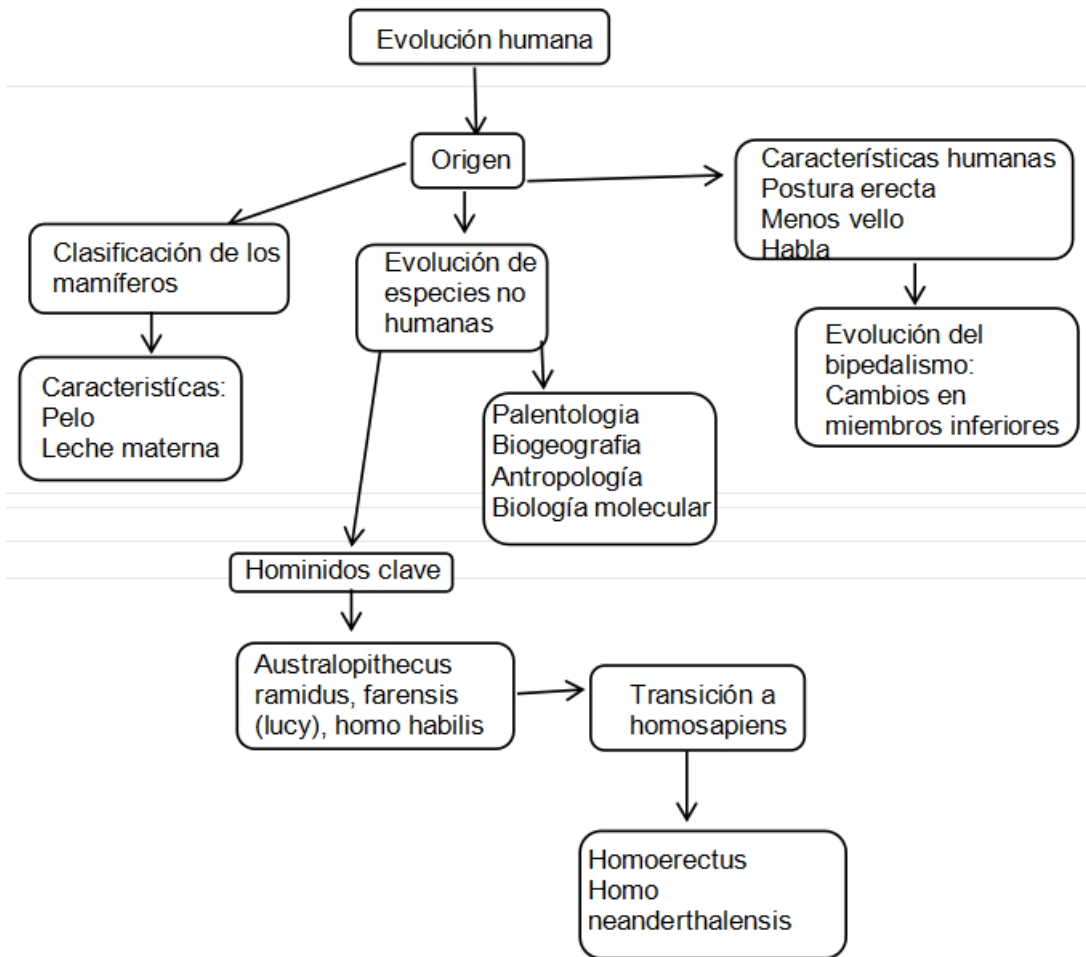 Evolución humana
Origen
Características humanas
Postura erecta
Menos vello
Habla
Clasificación de los
mamíferos
Evolución de
especies no
humanas
Evolución del
bipedalismo:
Cambios en
miembros inferiores
Caracteristícas:
Pelo
Leche materna
Palentologia
Biogeografia
Antropología
Biología molecular
Hominidos clave
Australopithecus
ramidus, farensis
(lucy), homo habilis
Transición a
homosapiens
Homoerectus
Homo
neanderthalensis